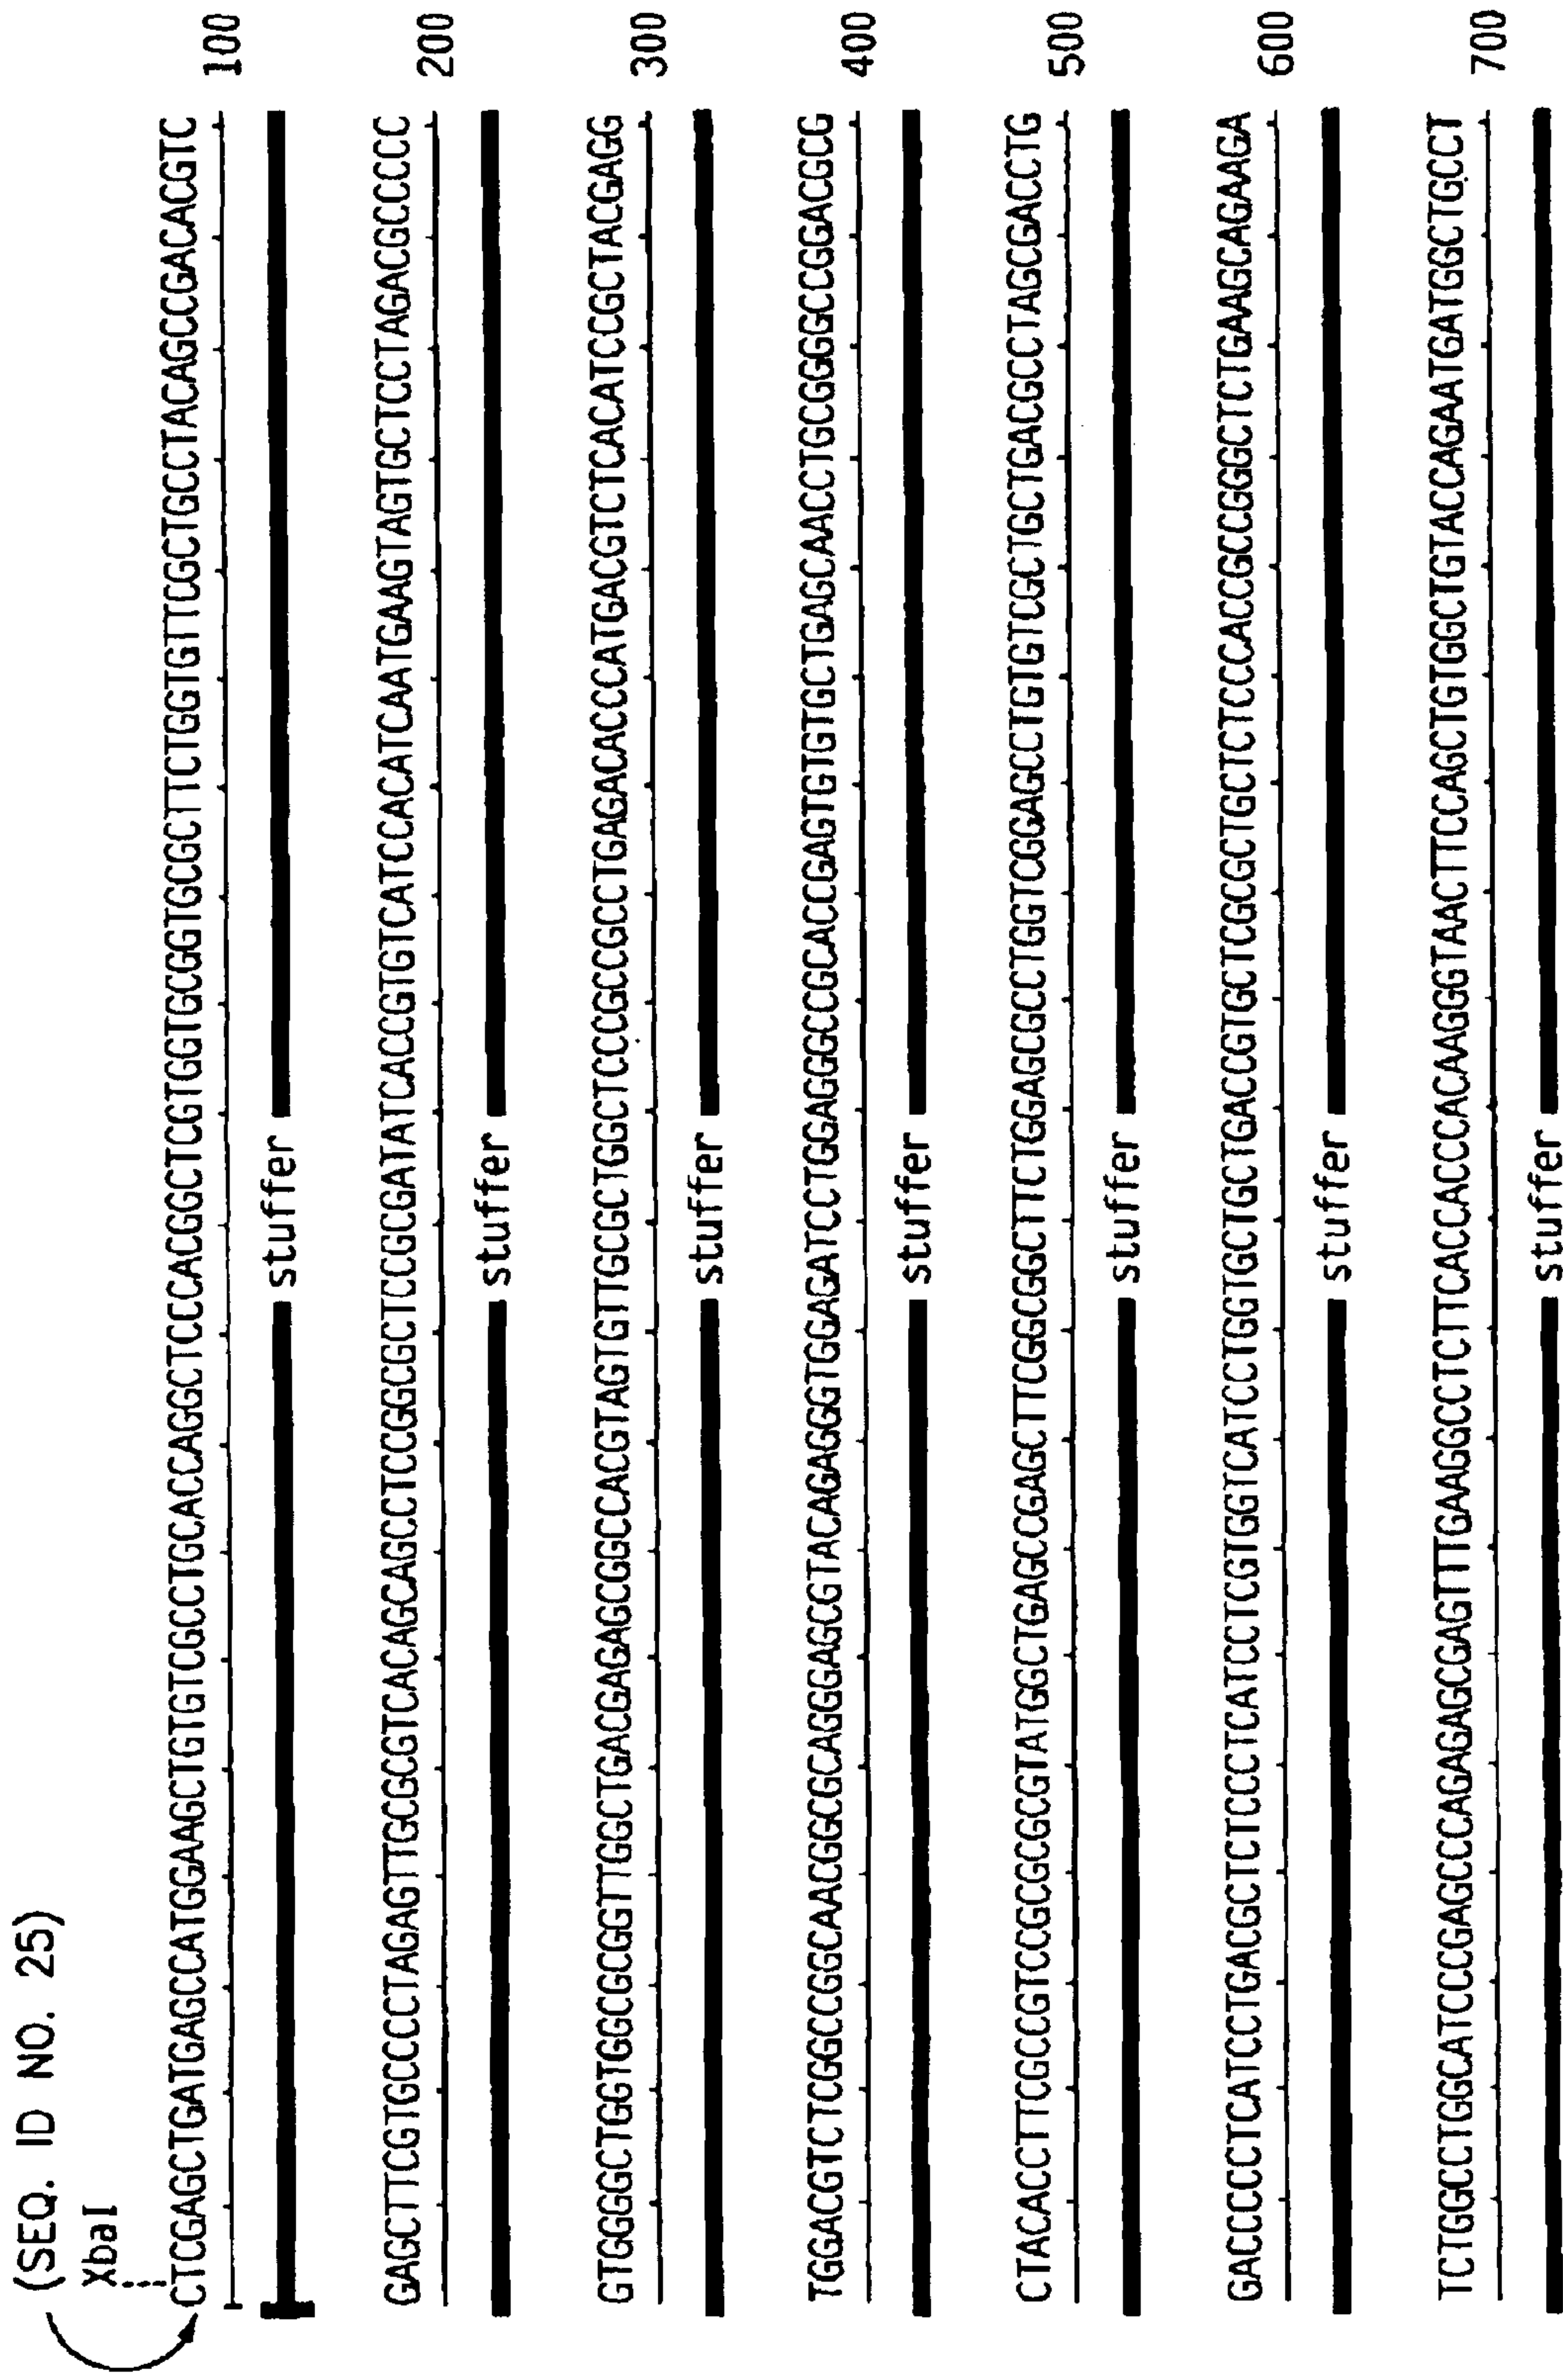 (SEQ. ID NO. 25)
XbaI
CTCGAGCTGATGAGCCATGGAAGCTGTGTCGCCTGCACCAGGCTCCCACGGCTCGTGGTGCGGTGCGCTTCTGGTGTTCGCTGCCTACAGCCGACACGTC 100
stuffer
GAGCTTCGTGCCCCTAGAGTTGCGCGTCACAGCAGCCTCCGGCGCTCCGCGATATCACCGTGTCATCCACATCAATGAAGTAGTGCTCCTAGACGCCCCC 200
stuffer
GTGGGGCTGGTGGCGCGGTTGGCTGACGAGAGCGGCCACGTAGTGTTGCGCTGGCTCCCGCCGCCTGAGACACCCATGACGTCTCACATCCGCTACGAGG 300
stuffer
TGGACGTCTCGGCCGGCAACGGCGCAGGGAGCGTACAGAGGGTGGAGATCCTGGAGGGCCGCACCGAGTGTGTGCTGAGCAACCTGCGGGGCCGGACGCG 400
stuffer
CTACACCTTCGCCGTCCGCGCGCGTATGGCTGAGCCGAGCTTCGGCGGCTTCTGGAGCGCCTGGTCGGAGCCTGTGTCGCTGCTGACGCCTAGCGACCTG 500
stuffer
GACCCCCTCATCCTGACGCTCTCCCTCATCCTCGTGGTCATCCTGGTGCTGCTGACCGTGCTCGCGCTGCTCTCCCACCGCCGGGCTCTGAAGCAGAAGA 600
stuffer
TCTGGCCTGGCATCCCGAGCCCAGAGAGCGAGTTTGAAGGCCTCTTCACCACCCACAAGGGTAACTTCCAGCTGTGGCTGTACCAGAATGATGGCTGCCT 700
stuffer